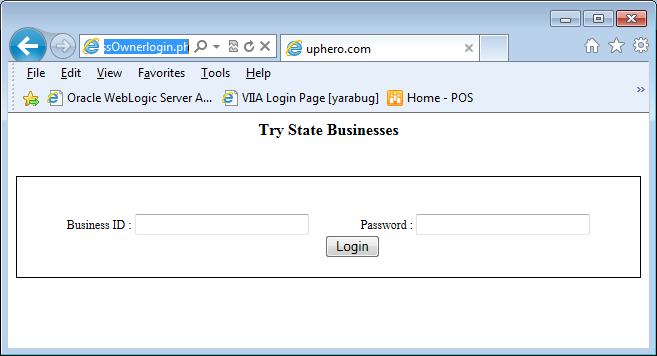 ssOwnerlogin.ph
uphero.com
File Edit View Favorites Tools Help
Oracle WebLogic Server A... VIIA Login Page [yarabug] Home - POS
Try State Businesses
Business ID : Password :
Login